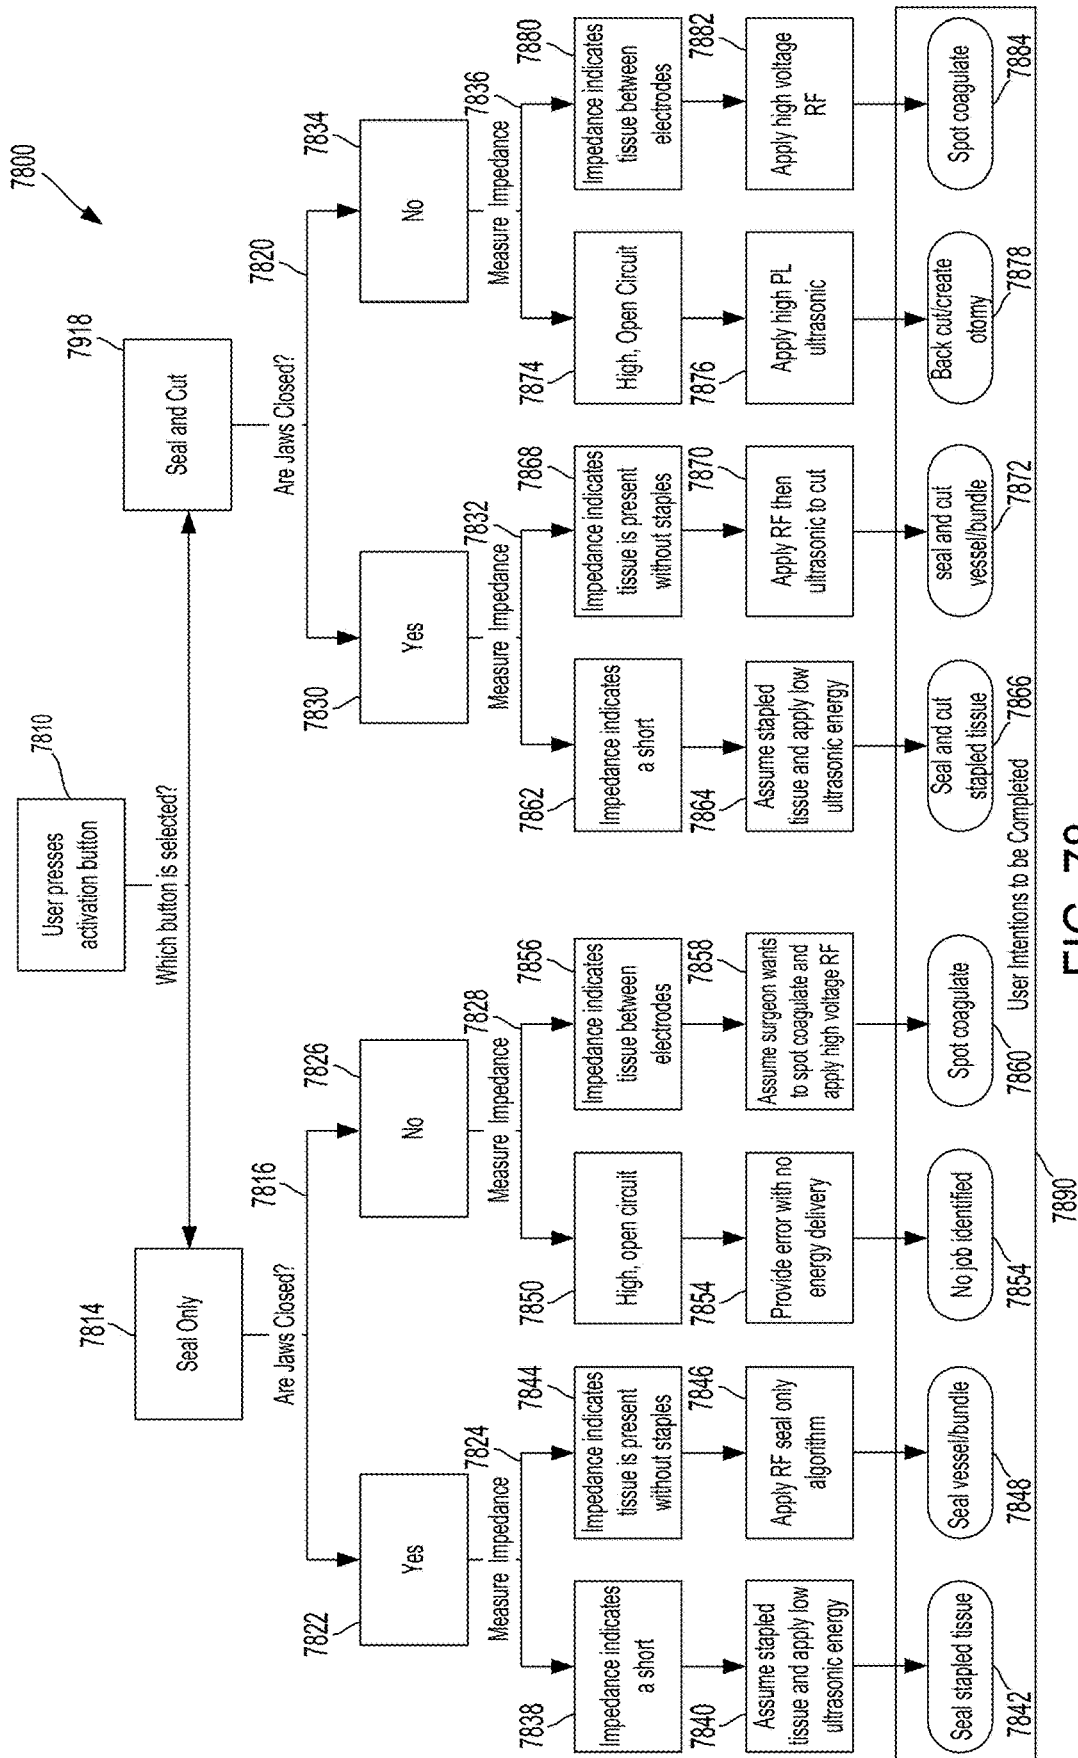 7800
User presses
activation button
7810
Which button is selected?
7814
Seal Only
7918
Seal and Cut
Are Jaws Closed?
7816
Are Jaws Closed?
7820
7822
Yes
7826
No
7830
Yes
7834
No
Measure Impedance
7824
Measure Impedance
7828
Measure Impedance
7832
Measure Impedance
7836
7838
Impedance indicates
a short
7844
Impedance indicates
tissue is present
without staples
7850
High, open circuit
7856
Impedance indicates
tissue between
electrodes
7862
Impedance indicates
a short
7868
Impedance indicates
tissue is present
without staples
7874
High, Open Circuit
7880
Impedance indicates
tissue between
electrodes
7840
Assume stapled
tissue and apply low
ultrasonic energy
7846
Apply RF seal only
algorithm
7854
Provide error with no
energy delivery
7858
Assume surgeon wants
to spot coagulate and
apply high voltage RF
7864
Assume stapled
tissue and apply low
ultrasonic energy
7870
Apply RF then
ultrasonic to cut
7876
Apply high PL
ultrasonic
7882
Apply high voltage
RF
Seal stapled tissue
7842
Seal vessel/bundle
7848
No job identified
7854
Spot coagulate
7860
Seal and cut
stapled tissue
7866
seal and cut
vessel/bundle
7872
Back cut/create
otomy
7878
Spot coagulate
7884
User Intentions to be Completed
7890
FIG. 78